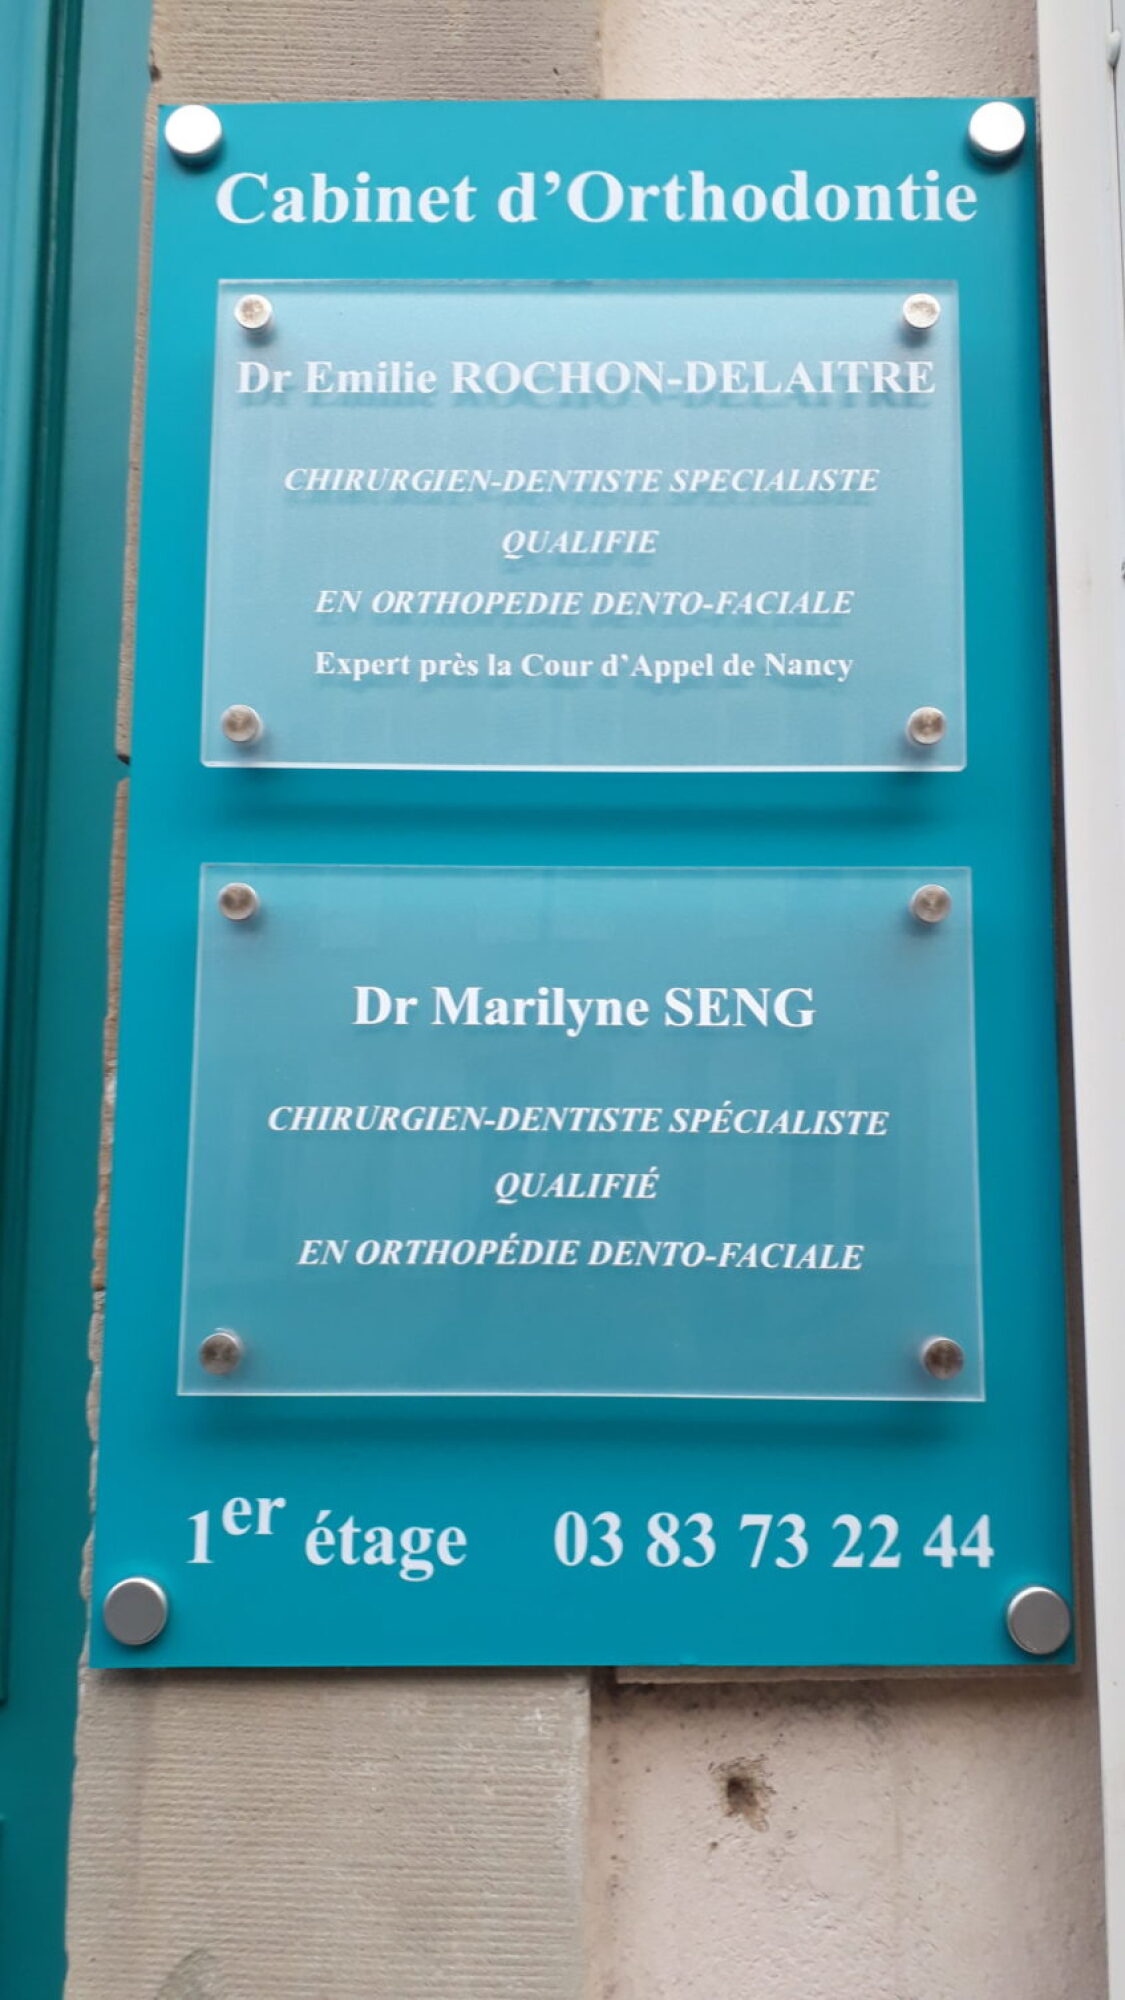 Cabinet d'Orthodontie
Dr Emilie ROCHON-DELAITRE
CHIRURGIEN-DENTISTE SPECIALISTE
QUALIFIE
EN ORTHOPEDIE DENTO-FACIALE
Expert près la Cour d'Appel de Nancy
Dr Marilyne SENG
CHIRURGIEN-DENTISTE SPÉCIALISTE
QUALIFIÉ
EN ORTHOPÉDIE DENTO-FACIALE
1er étage 03 83 73 22 44